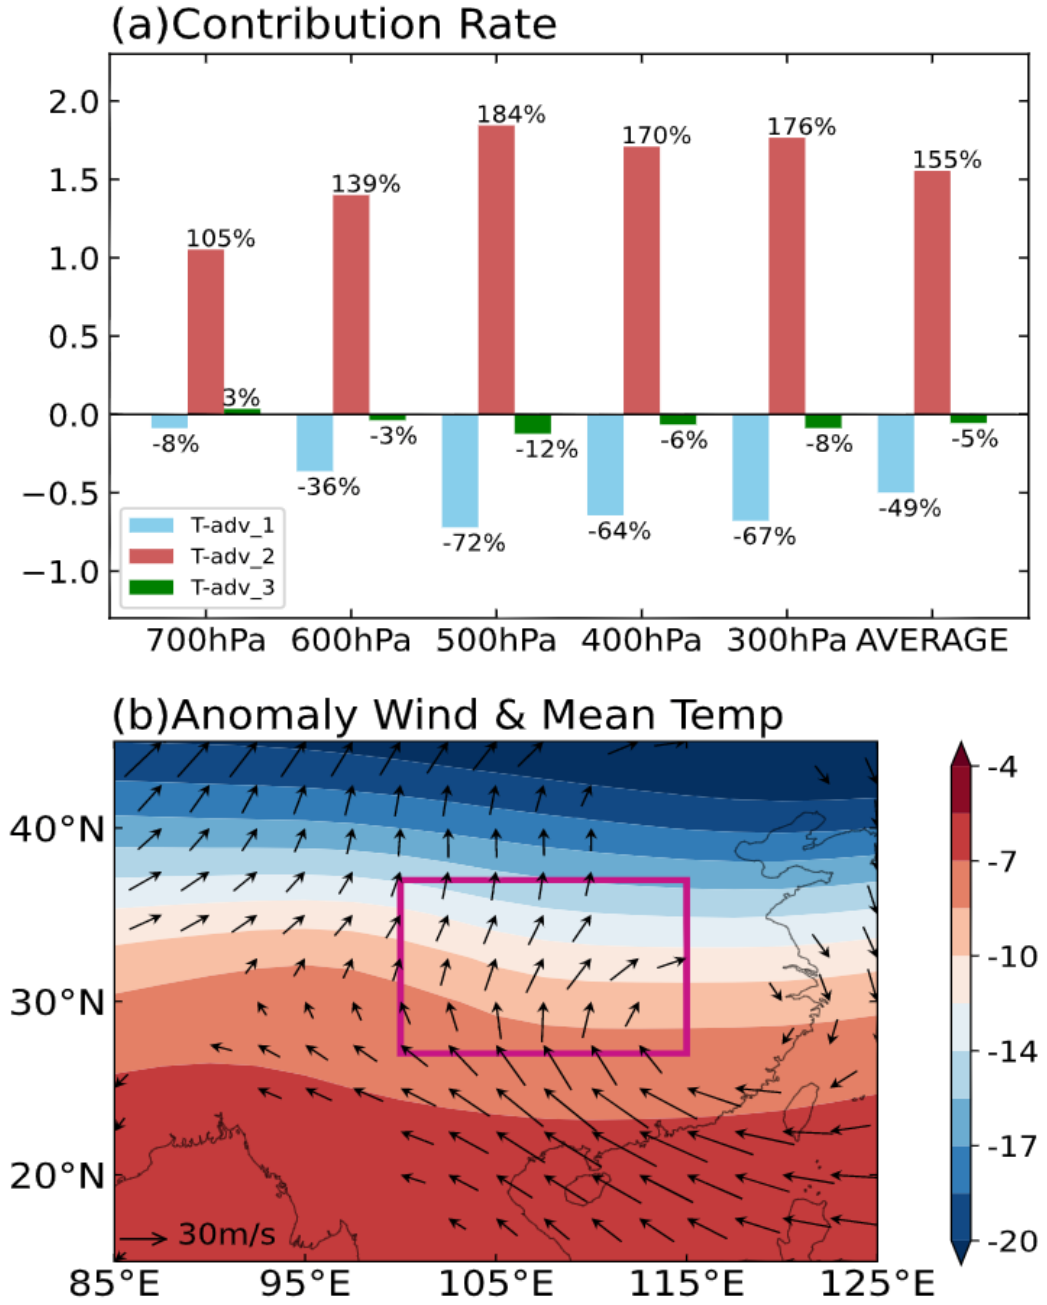 (a)Contribution Rate
2.0
1.5
1.0
0.5
0.0
−0.5
−1.0
184%
170%
176%
155%
139%
105%
3%
-8%
-36%
-3%
-72%
-12%
-64%
-6%
-67%
-8%
-49%
-5%
T-adv_1
T-adv_2
T-adv_3
700hPa 600hPa 500hPa 400hPa 300hPa AVERAGE
(b)Anomaly Wind & Mean Temp
40°N
30°N
20°N
30m/s
85°E 95°E 105°E 115°E 125°E
-4
-7
-10
-14
-17
-20